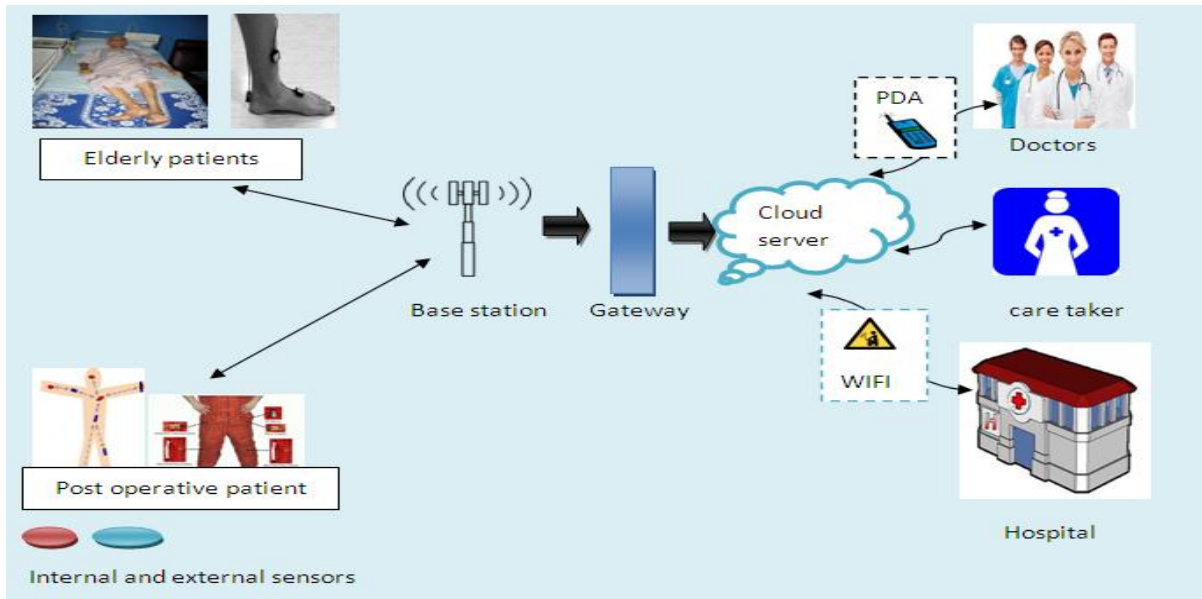 Elderly patients
Post operative patient
Internal and external sensors
Base station
Gateway
Cloud
server
PDA
Doctors
care taker
WIFI
H
Hospital